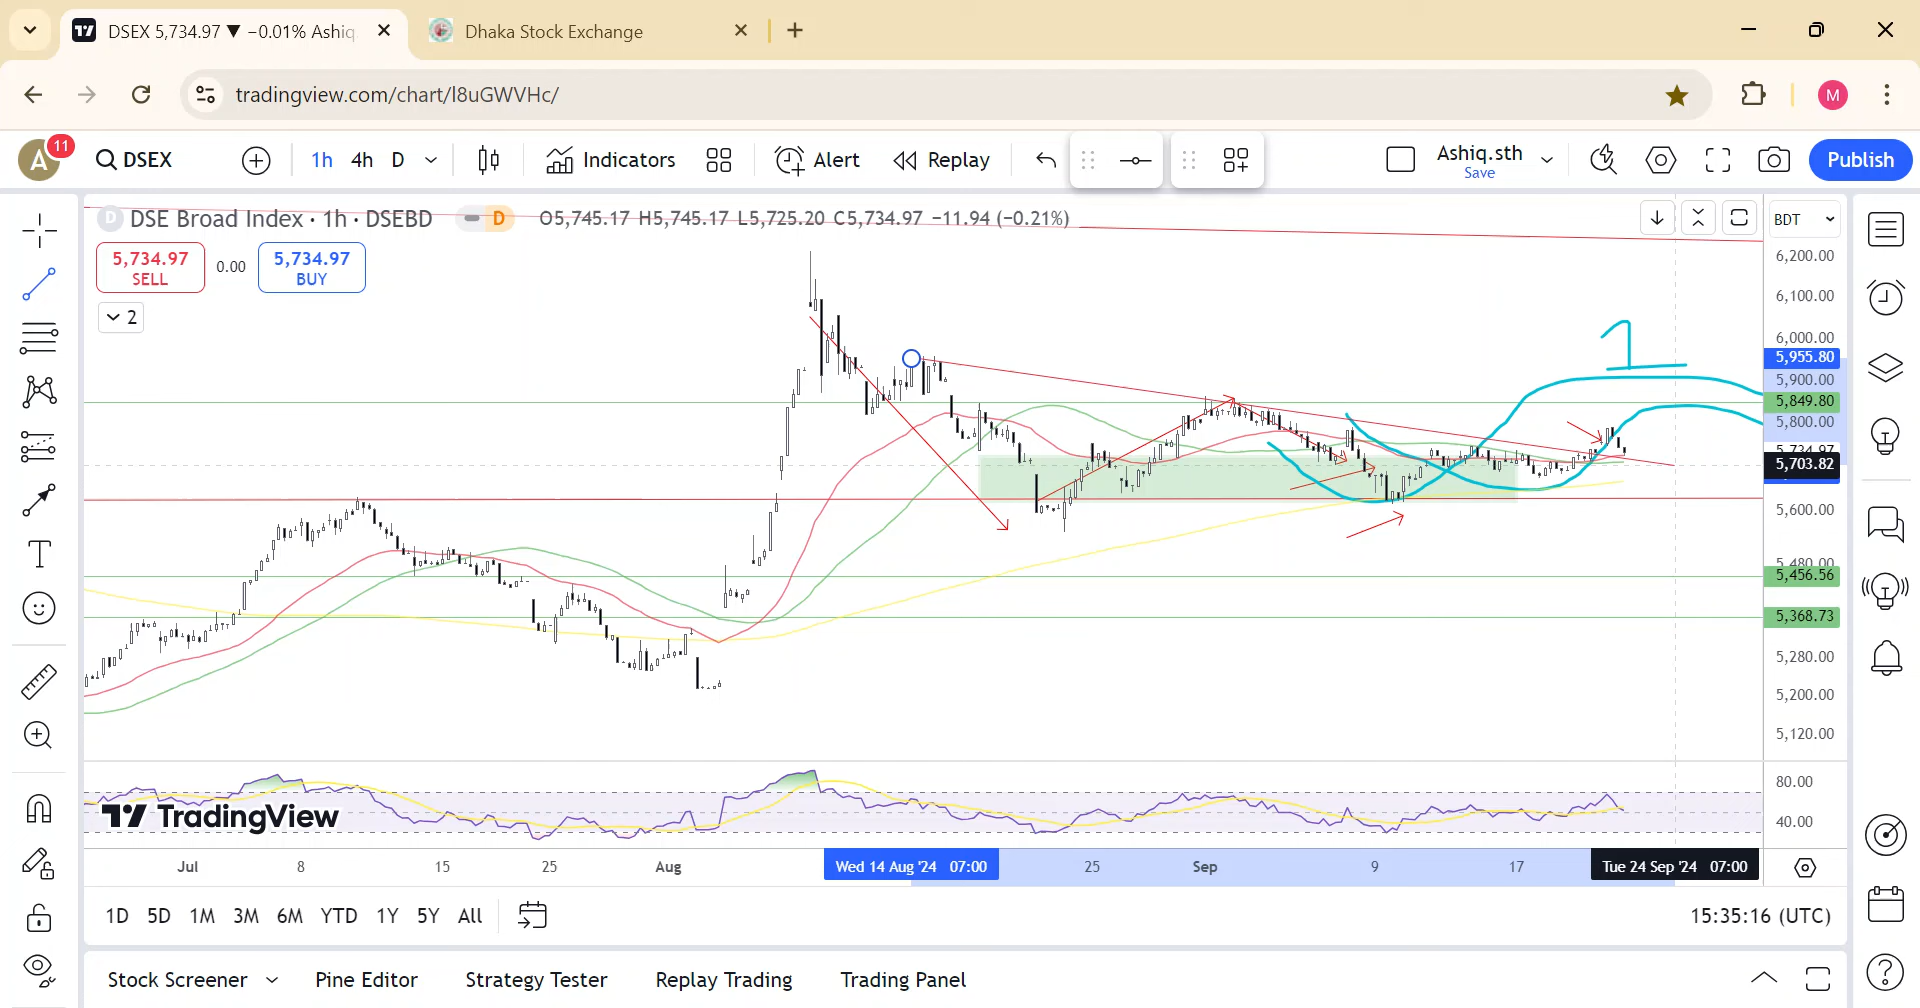 DSEX 5,734.97 ▼ −0.01% Ashiq
Dhaka Stock Exchange
tradingview.com/chart/l8uGWVHc/
M
A
11
DSEX
1h 4h D
Indicators
Alert
Replay
Ashiq.sth
Save
Publish
D DSE Broad Index · 1h · DSEBD
D
O5,745.17 H5,745.17 L5,725.20 C5,734.97 −11.94 (−0.21%)
BDT
5,734.97
SELL
0.00
5,734.97
BUY
2
1
6,200.00
6,100.00
6,000.00
5,955.80
5,900.00
5,849.80
5,800.00
5,734.97
5,703.82
5,600.00
5,480.00
5,456.56
5,368.73
5,280.00
5,200.00
5,120.00
80.00
40.00
TradingView
Jul 8 15 25 Aug Wed 14 Aug '24 07:00 25 Sep 9 17 Tue 24 Sep '24 07:00
1D 5D 1M 3M 6M YTD 1Y 5Y All
15:35:16 (UTC)
Stock Screener Pine Editor Strategy Tester Replay Trading Trading Panel